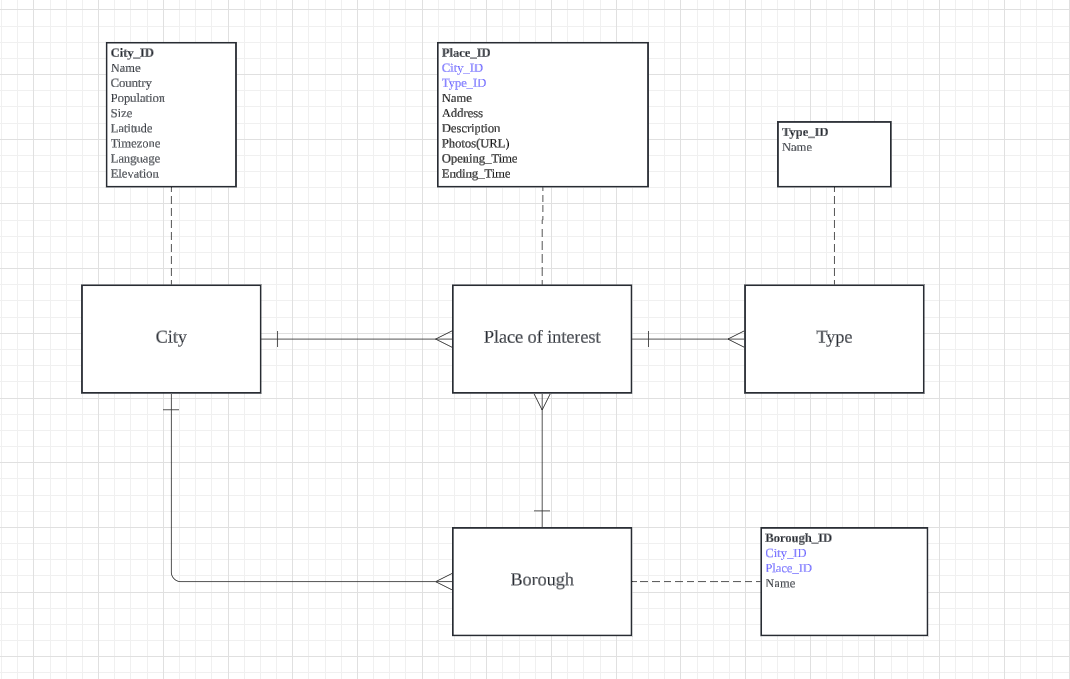 City_ID
Name
Country
Population
Size
Latitude
Timezone
Language
Elevation
Place_ID
City_ID
Type_ID
Name
Address
Description
Photos(URL)
Opening_Time
Ending_Time
Type_ID
Name
City
Place of interest
Type
Borough
Borough_ID
City_ID
Place_ID
Name